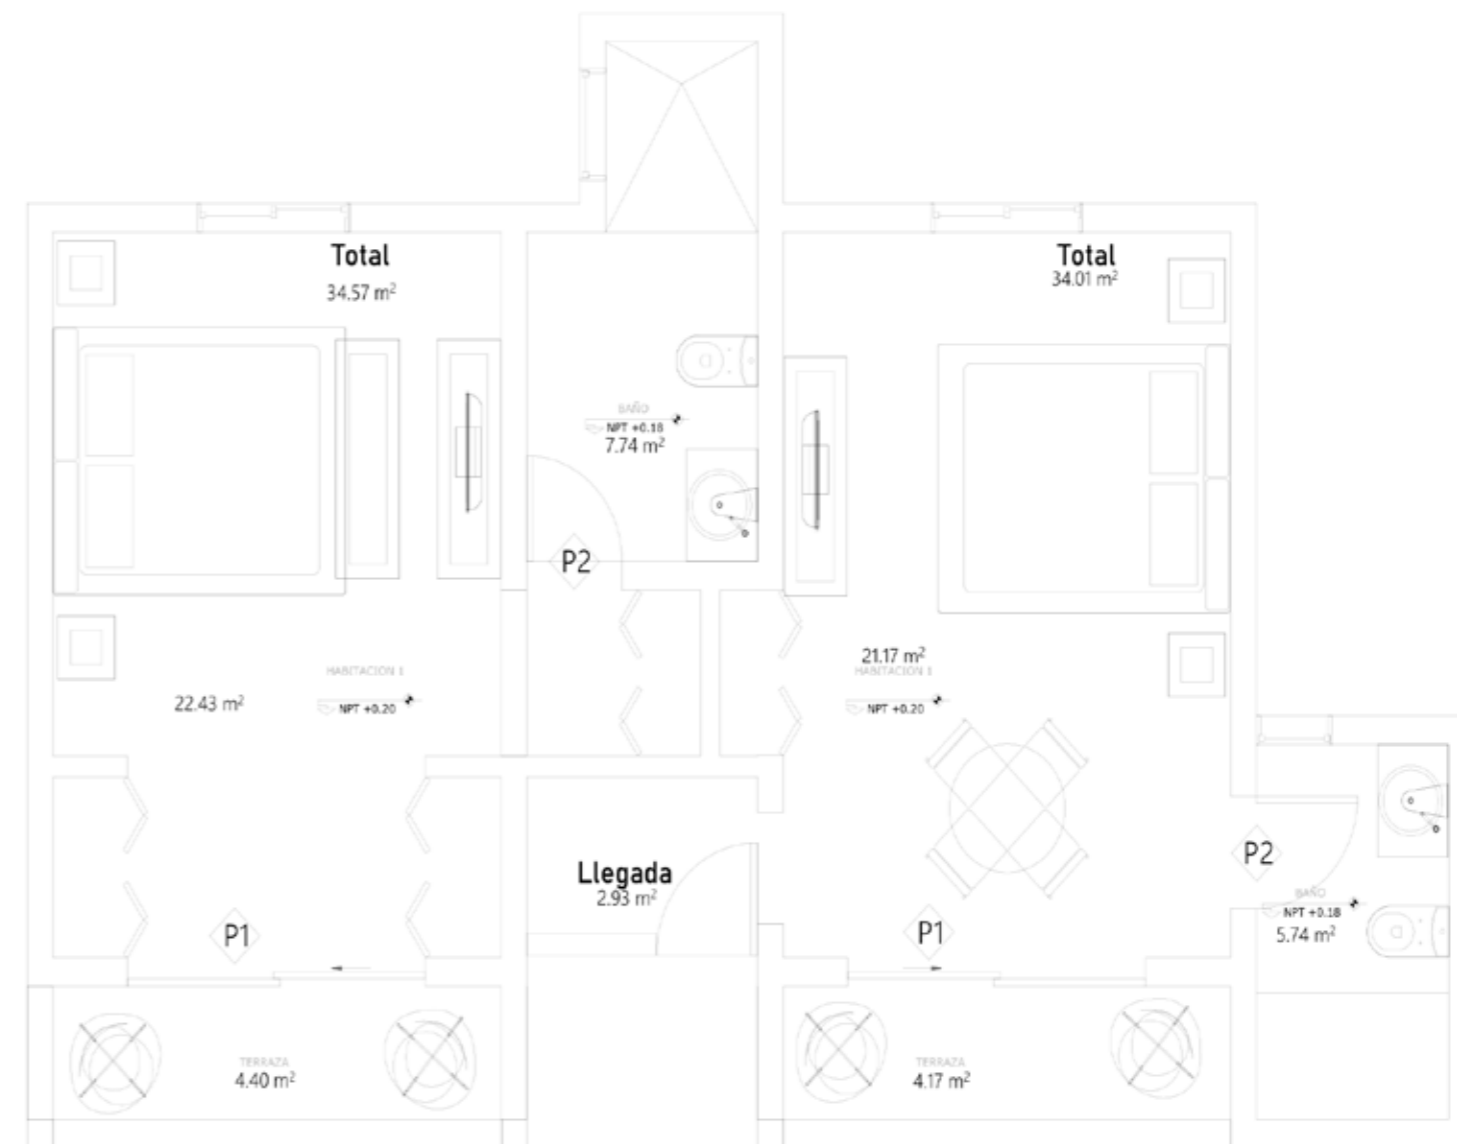 Total
34.57 m²
Total
34.01 m²
BAÑO
NPT +0.18
7.74 m²
P2
HABITACION 1
22.43 m²
NPT +0.20
21.17 m²
HABITACION 1
NPT +0.20
Llegada
2.93 m²
P2
BAÑO
NPT +0.18
5.74 m²
P1
P1
TERRAZA
4.40 m²
TERRAZA
4.17 m²